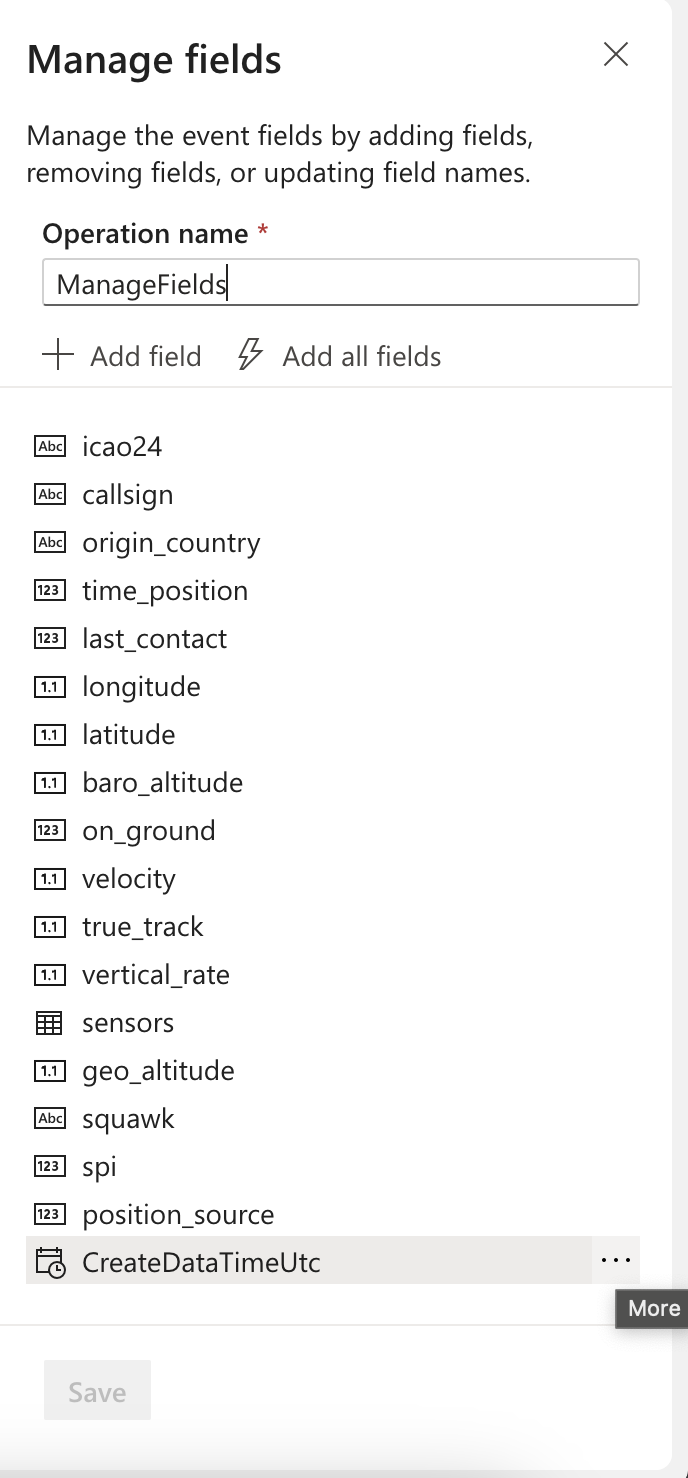 Manage fields
Manage the event fields by adding fields,
removing fields, or updating field names.
Operation name *
ManageFields
Add field Add all fields
Abc icao24
Abc callsign
Abc origin_country
123 time_position
123 last_contact
1.1 longitude
1.1 latitude
1.1 baro_altitude
123 on_ground
1.1 velocity
1.1 true_track
1.1 vertical_rate
sensors
1.1 geo_altitude
Abc squawk
123 spi
123 position_source
CreateDataTimeUtc ...
More
Save